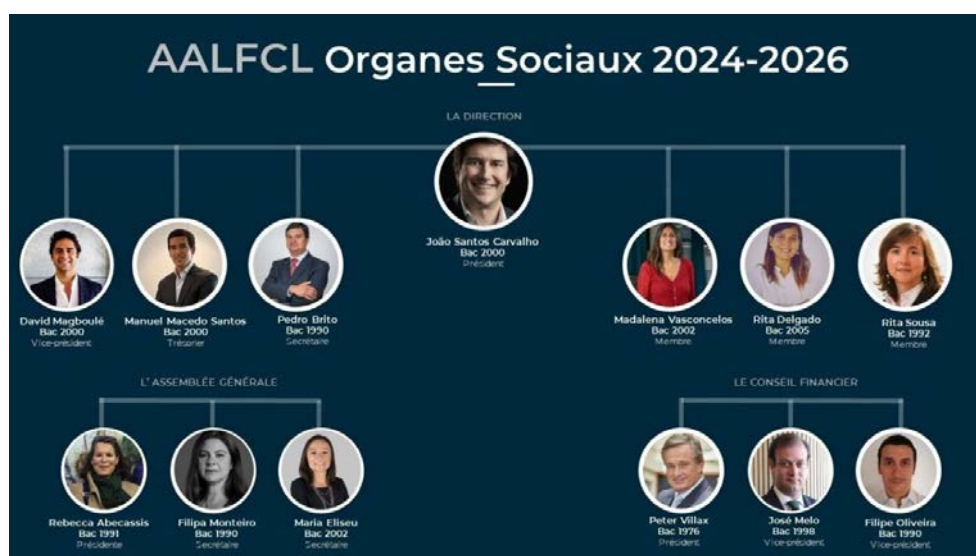 AALFCL Organes Sociaux 2024-2026
LA DIRECTION
João Santos Carvalho
Bac 2000
Président
David Magboulé
Bac 2000
Vice-président
Manuel Macedo Santos
Bac 2000
Trésorier
Pedro Brito
Bac 1990
Secrétaire
Madalena Vasconcelos
Bac 2002
Membre
Rita Delgado
Bac 2005
Membre
Rita Sousa
Bac 1992
Membre
L'ASSEMBLÉE GÉNÉRALE
Rebecca Abecassis
Bac 1991
Présidente
Filipa Monteiro
Bac 1990
Secrétaire
Maria Eliseu
Bac 2002
Secrétaire
LE CONSEIL FINANCIER
Peter Villax
Bac 1976
Président
José Melo
Bac 1998
Vice-président
Filipe Oliveira
Bac 1990
Vice-président